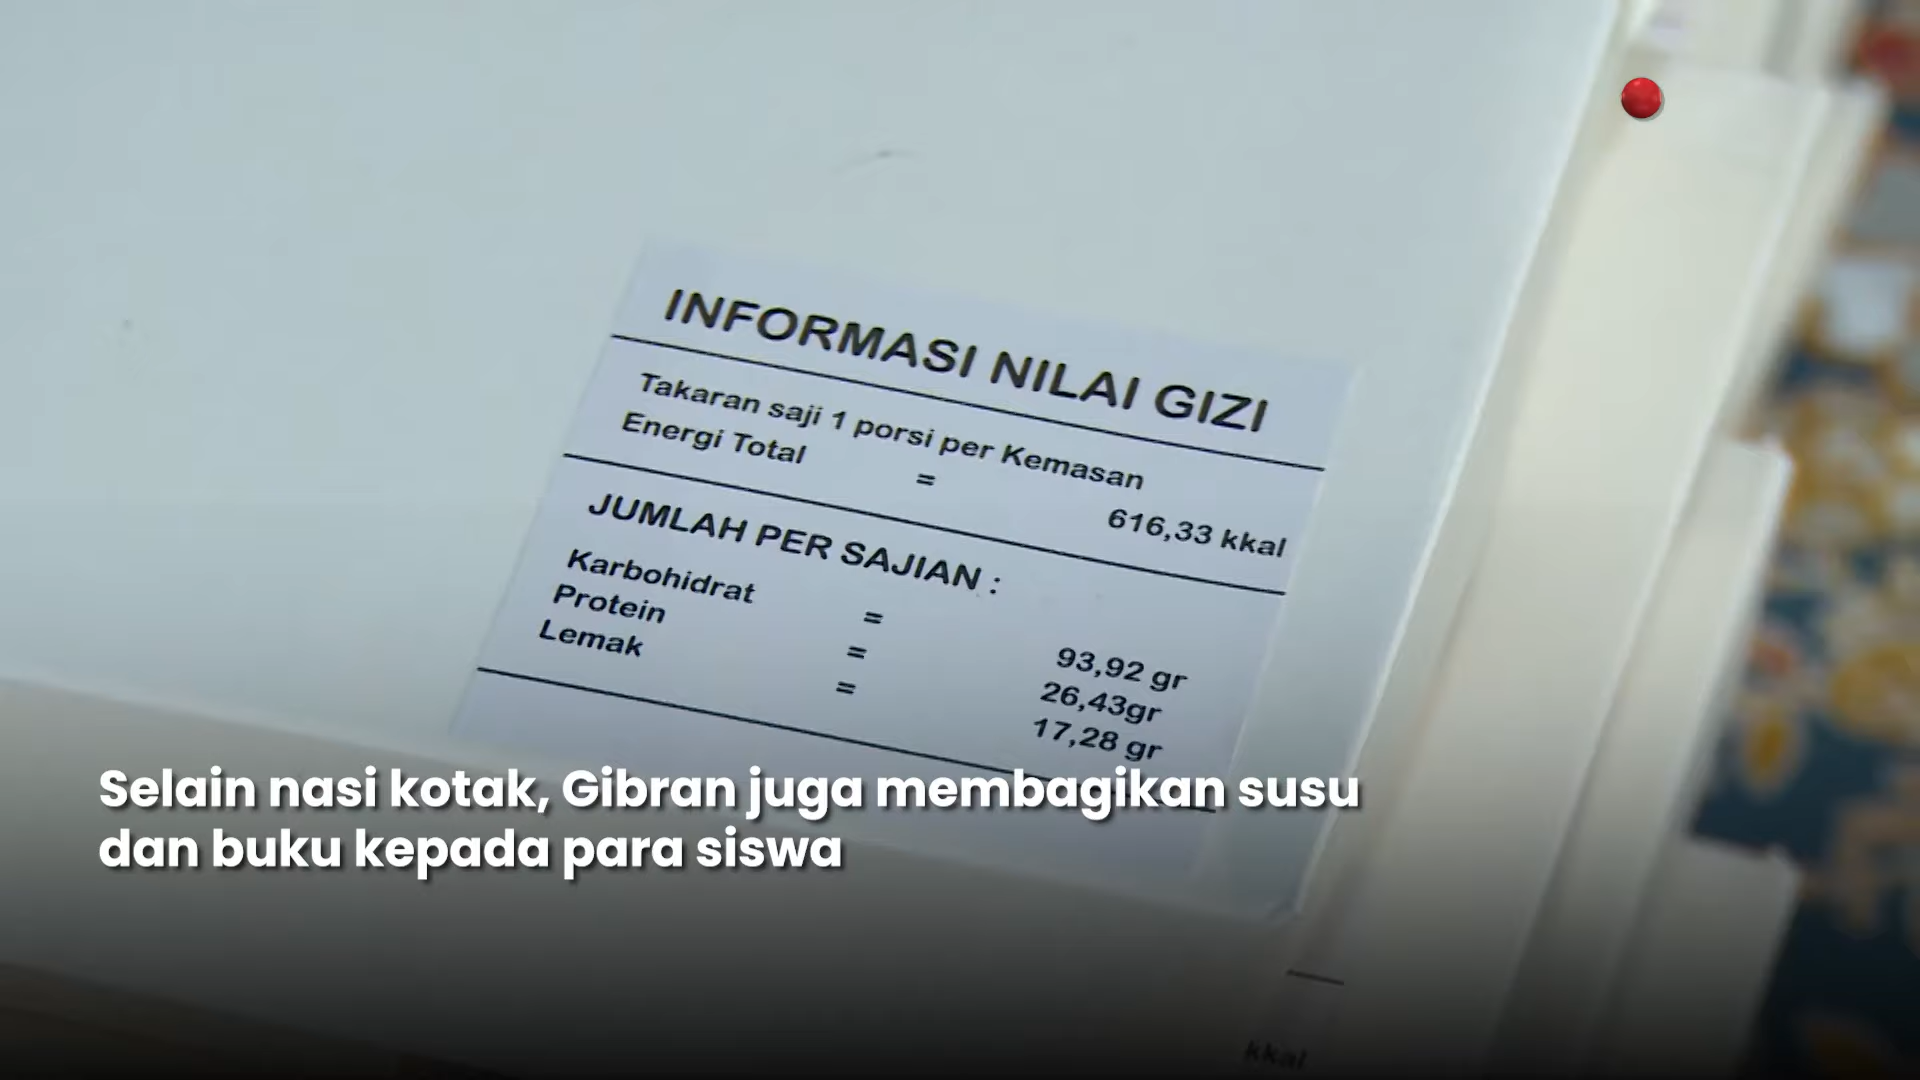 INFORMASI NILAI GIZI
Takaran saji 1 porsi per Kemasan
Energi Total = 616,33 kkal
JUMLAH PER SAJIAN :
Karbohidrat = 93,92 gr
Protein = 26,43gr
Lemak = 17,28 gr
Selain nasi kotak, Gibran juga membagikan susu
dan buku kepada para siswa
kkal